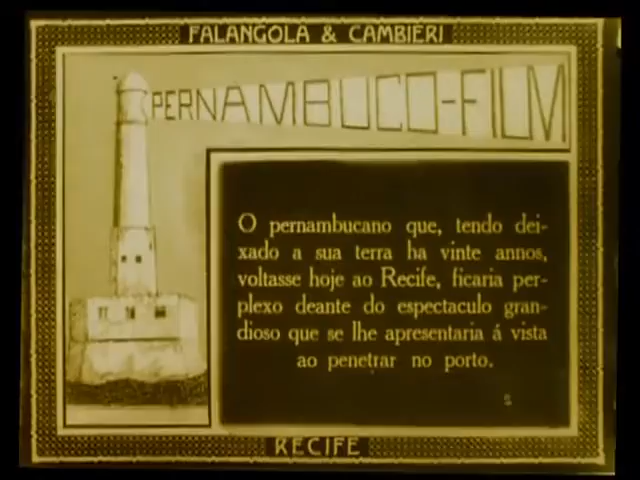 FALANGOLA & CAMBIERI
PERNAMBUCO-FILM
O pernambucano que, tendo dei-
xado a sua terra ha vinte annos,
voltasse hoje ao Recife, ficaria per-
plexo deante do espectaculo gran-
dioso que se lhe apresentaria á vista
ao penetrar no porto.
RECIFE